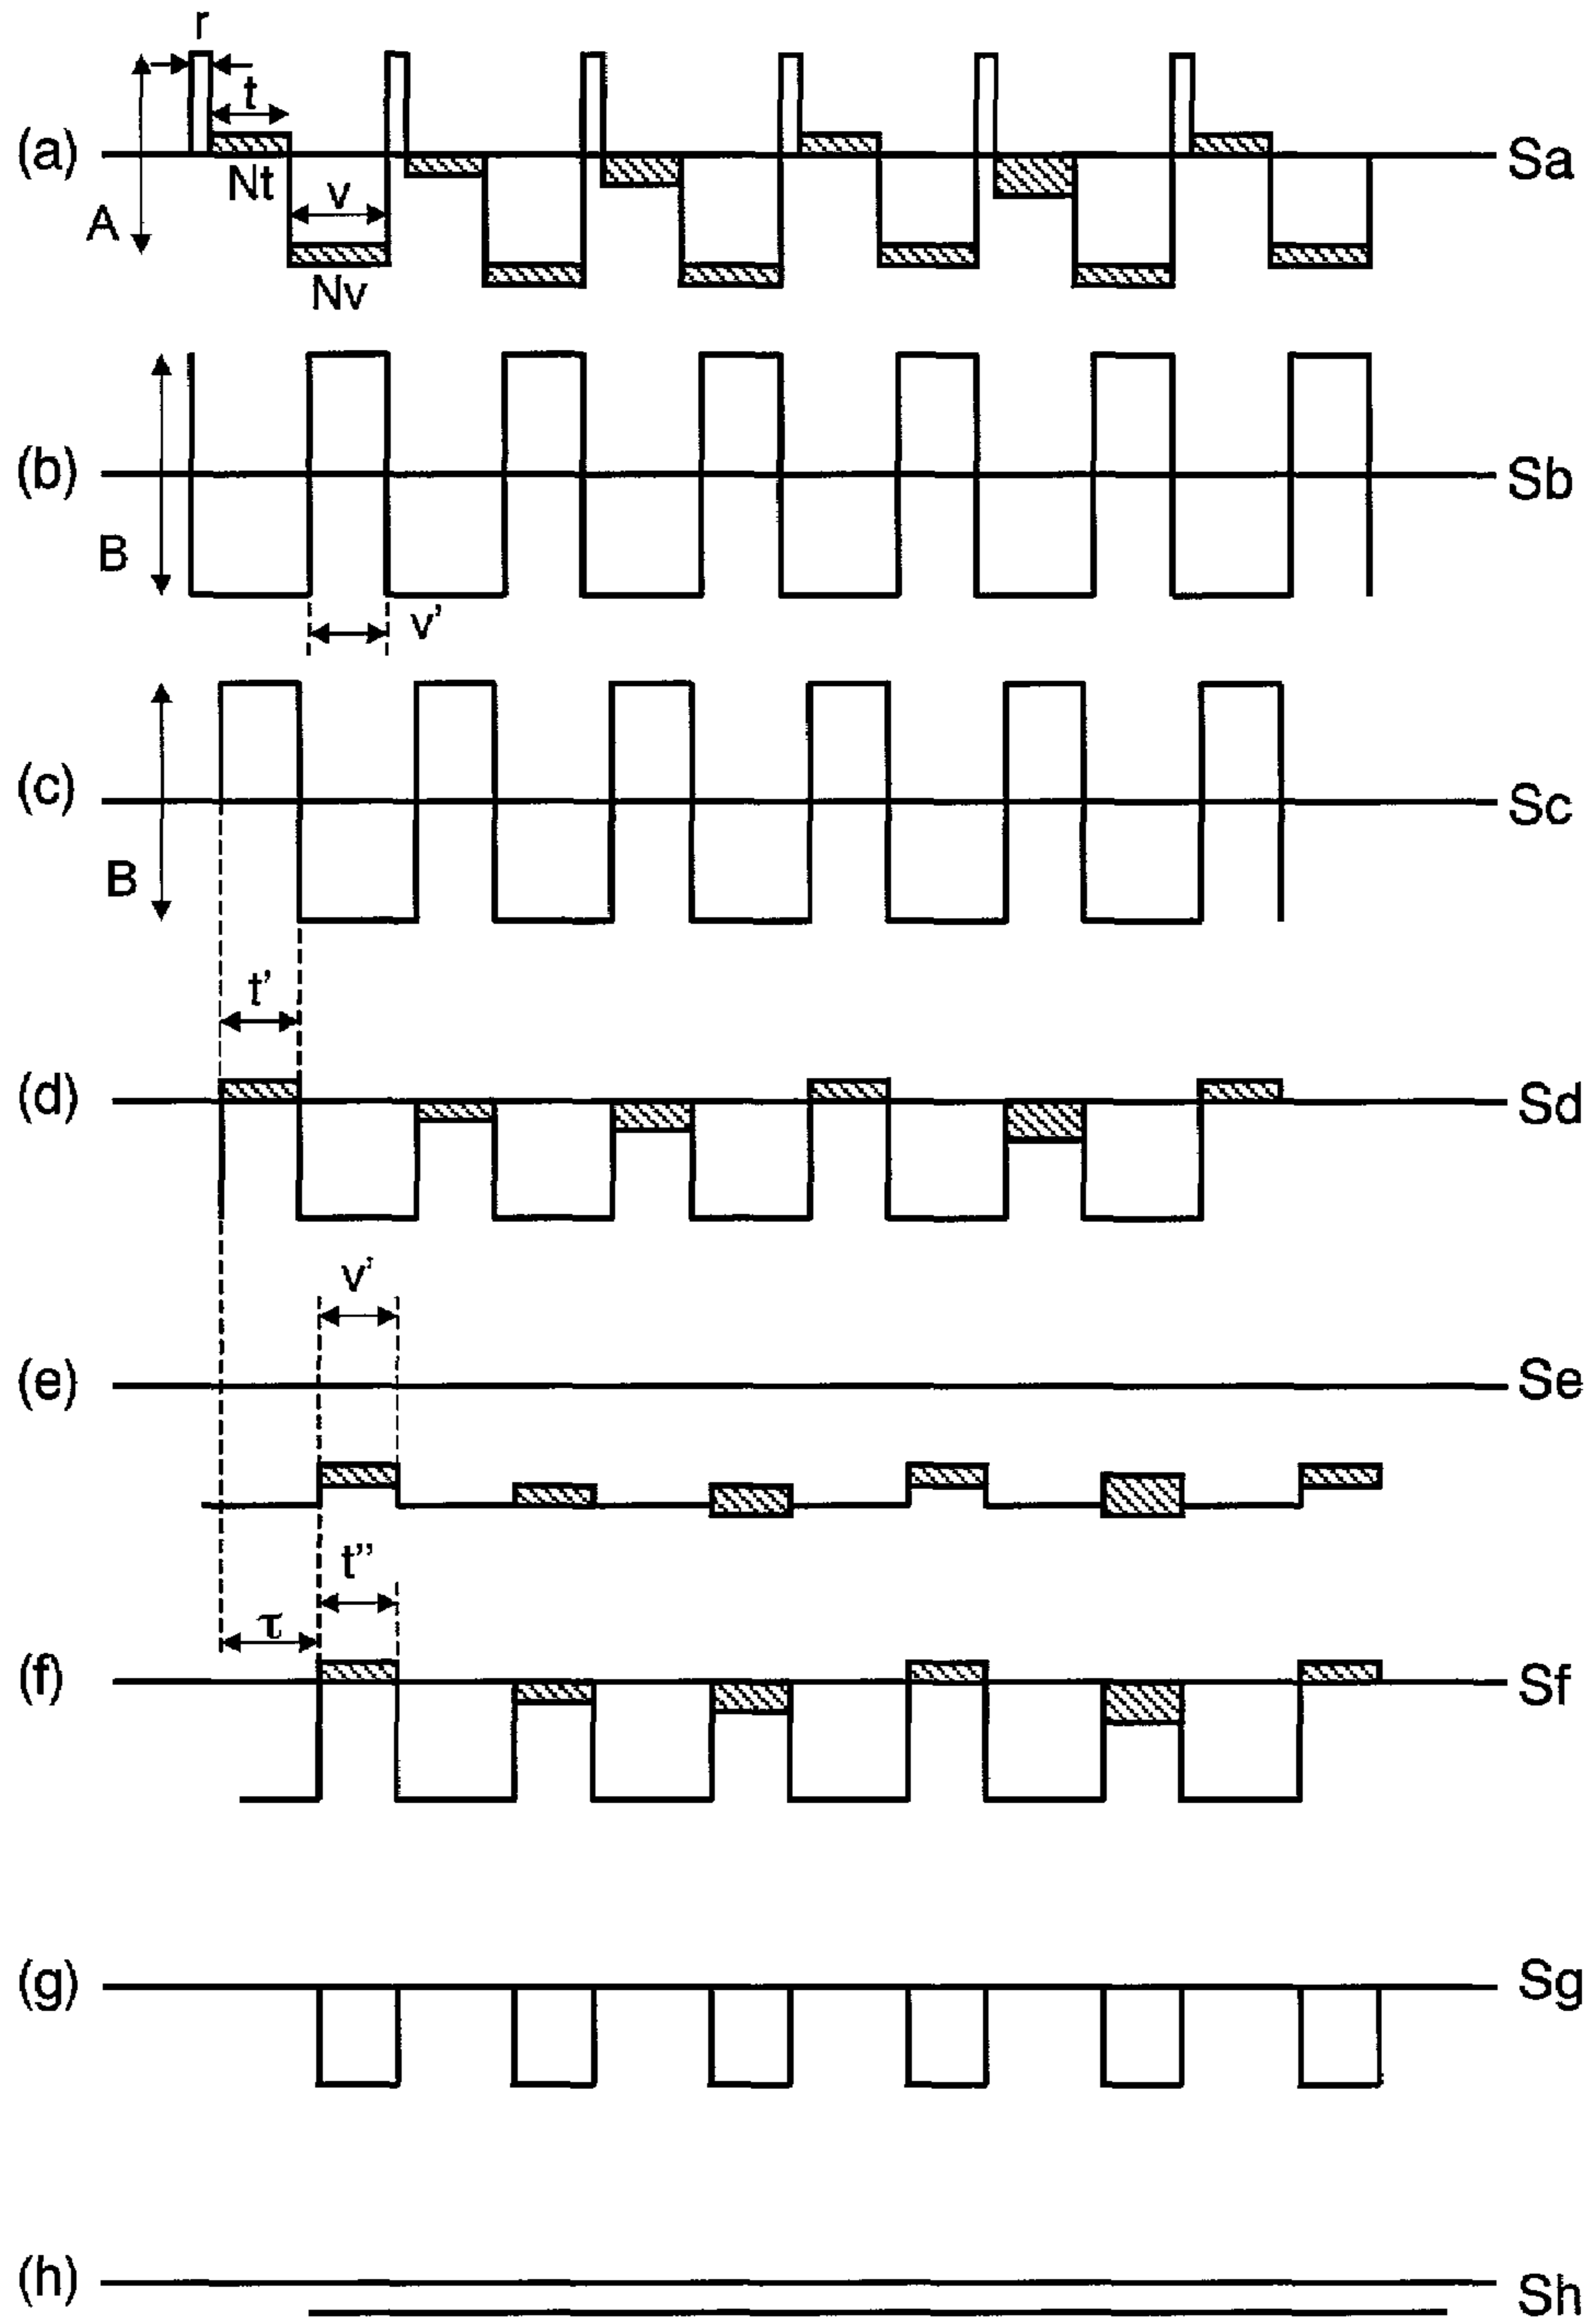 r
t
(a)
Nt
v
A
Nv
Sa
(b)
B
v’
Sb
(c)
B
Sc
t’
(d)
Sd
v’
(e)
Se
t’’
τ
(f)
Sf
(g)
Sg
(h)
Sh